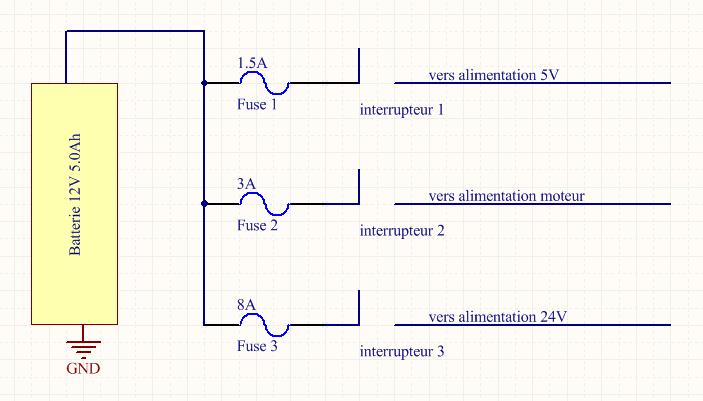 1.5A
vers alimentation 5V
Fuse 1
interrupteur 1
Batterie 12V 5.0Ah
3A
vers alimentation moteur
Fuse 2
interrupteur 2
8A
vers alimentation 24V
Fuse 3
interrupteur 3
GND